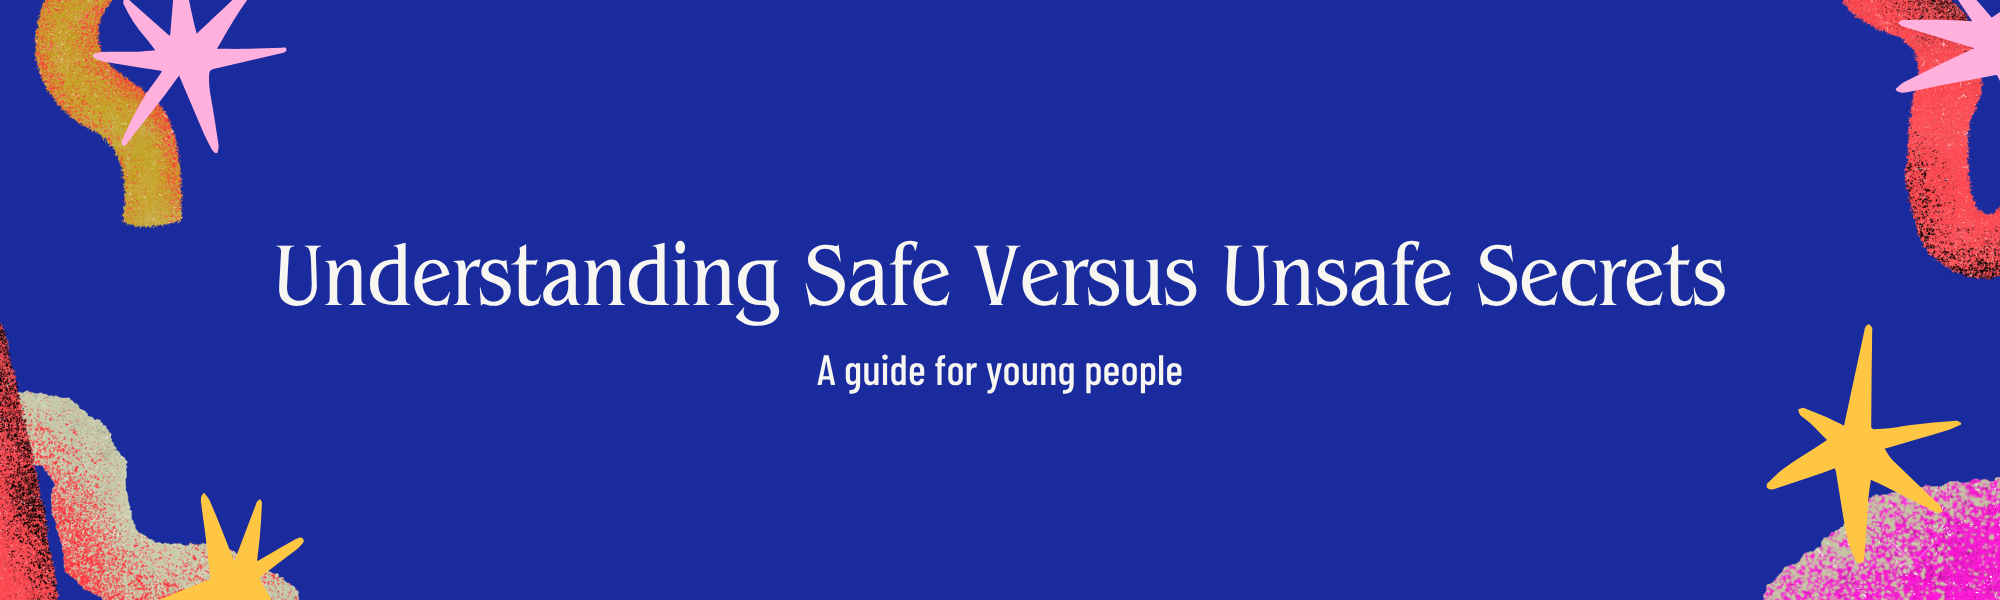 Understanding Safe Versus Unsafe Secrets
A guide for young people